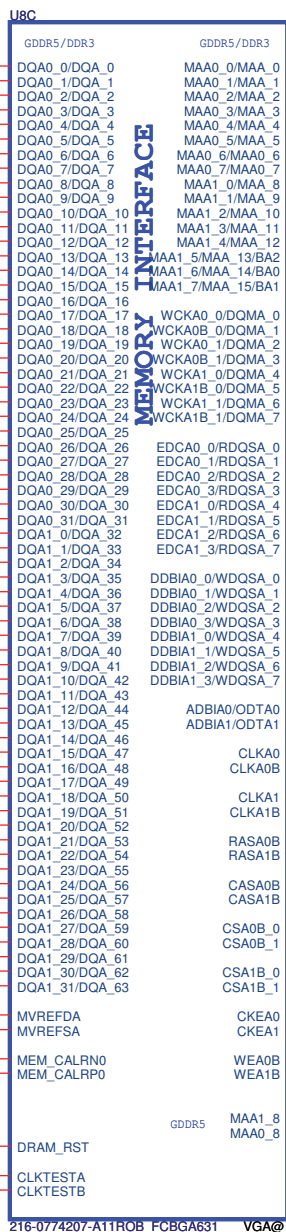 U8C
GDDR5/DDR3 GDDR5/DDR3
MEMORY INTERFACE
DQA0_0/DQA_0 MAA0_0/MAA_0
DQA0_1/DQA_1 MAA0_1/MAA_1
DQA0_2/DQA_2 MAA0_2/MAA_2
DQA0_3/DQA_3 MAA0_3/MAA_3
DQA0_4/DQA_4 MAA0_4/MAA_4
DQA0_5/DQA_5 MAA0_5/MAA_5
DQA0_6/DQA_6 MAA0_6/MAA0_6
DQA0_7/DQA_7 MAA0_7/MAA0_7
DQA0_8/DQA_8 MAA1_0/MAA_8
DQA0_9/DQA_9 MAA1_1/MAA_9
DQA0_10/DQA_10 MAA1_2/MAA_10
DQA0_11/DQA_11 MAA1_3/MAA_11
DQA0_12/DQA_12 MAA1_4/MAA_12
DQA0_13/DQA_13 MAA1_5/MAA_13/BA2
DQA0_14/DQA_14 MAA1_6/MAA_14/BA0
DQA0_15/DQA_15 MAA1_7/MAA_15/BA1
DQA0_16/DQA_16
DQA0_17/DQA_17 WCKA0_0/DQMA_0
DQA0_18/DQA_18 WCKA0B_0/DQMA_1
DQA0_19/DQA_19 WCKA0_1/DQMA_2
DQA0_20/DQA_20 WCKA0B_1/DQMA_3
DQA0_21/DQA_21 WCKA1_0/DQMA_4
DQA0_22/DQA_22 WCKA1B_0/DQMA_5
DQA0_23/DQA_23 WCKA1_1/DQMA_6
DQA0_24/DQA_24 WCKA1B_1/DQMA_7
DQA0_25/DQA_25
DQA0_26/DQA_26 EDCA0_0/RDQSA_0
DQA0_27/DQA_27 EDCA0_1/RDQSA_1
DQA0_28/DQA_28 EDCA0_2/RDQSA_2
DQA0_29/DQA_29 EDCA0_3/RDQSA_3
DQA0_30/DQA_30 EDCA1_0/RDQSA_4
DQA0_31/DQA_31 EDCA1_1/RDQSA_5
DQA1_0/DQA_32 EDCA1_2/RDQSA_6
DQA1_1/DQA_33 EDCA1_3/RDQSA_7
DQA1_2/DQA_34
DQA1_3/DQA_35 DDBIA0_0/WDQSA_0
DQA1_4/DQA_36 DDBIA0_1/WDQSA_1
DQA1_5/DQA_37 DDBIA0_2/WDQSA_2
DQA1_6/DQA_38 DDBIA0_3/WDQSA_3
DQA1_7/DQA_39 DDBIA1_0/WDQSA_4
DQA1_8/DQA_40 DDBIA1_1/WDQSA_5
DQA1_9/DQA_41 DDBIA1_2/WDQSA_6
DQA1_10/DQA_42 DDBIA1_3/WDQSA_7
DQA1_11/DQA_43
DQA1_12/DQA_44 ADBIA0/ODTA0
DQA1_13/DQA_45 ADBIA1/ODTA1
DQA1_14/DQA_46
DQA1_15/DQA_47 CLKA0
DQA1_16/DQA_48 CLKA0B
DQA1_17/DQA_49
DQA1_18/DQA_50 CLKA1
DQA1_19/DQA_51 CLKA1B
DQA1_20/DQA_52
DQA1_21/DQA_53 RASA0B
DQA1_22/DQA_54 RASA1B
DQA1_23/DQA_55
DQA1_24/DQA_56 CASA0B
DQA1_25/DQA_57 CASA1B
DQA1_26/DQA_58
DQA1_27/DQA_59 CSA0B_0
DQA1_28/DQA_60 CSA0B_1
DQA1_29/DQA_61
DQA1_30/DQA_62 CSA1B_0
DQA1_31/DQA_63 CSA1B_1
MVREFDA CKEA0
MVREFSA CKEA1
MEM_CALRN0 WEA0B
MEM_CALRP0 WEA1B
GDDR5 MAA1_8
MAA0_8
DRAM_RST
CLKTESTA
CLKTESTB
216-0774207-A11ROB_FCBGA631 VGA@